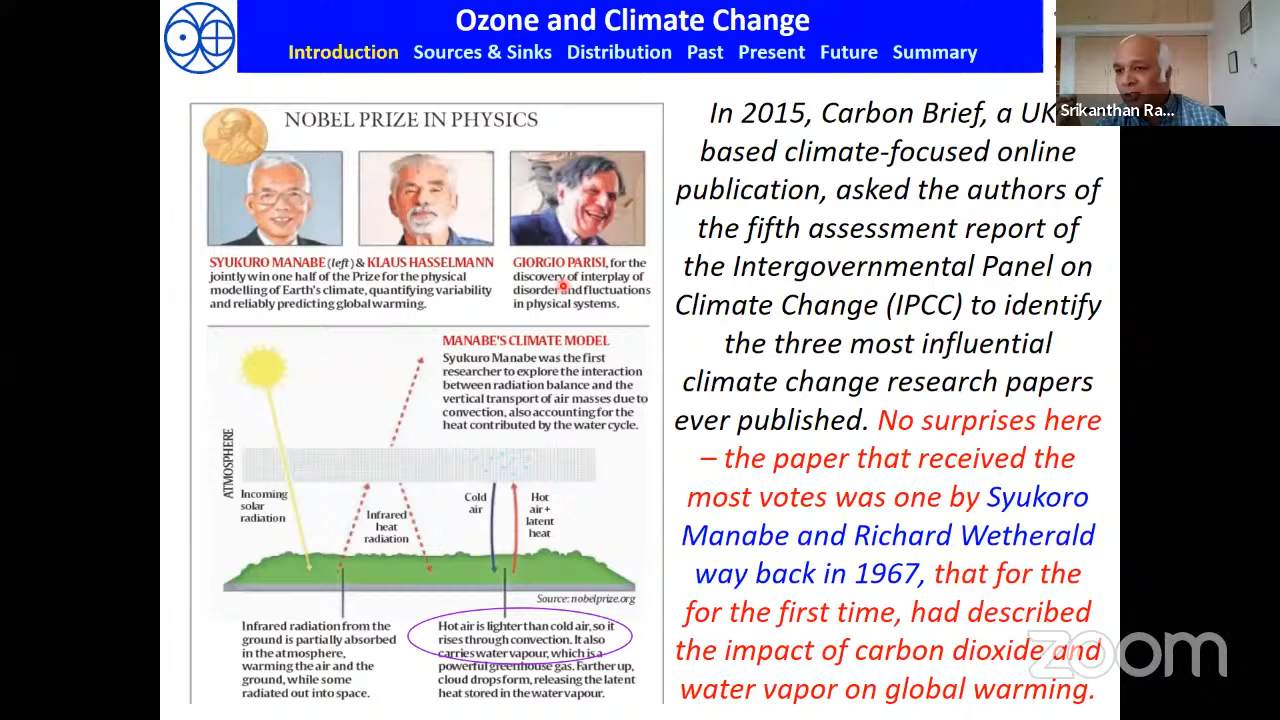 Ozone and Climate Change
Introduction Sources & Sinks Distribution Past Present Future Summary
Srikanthan Ra...
NOBEL PRIZE IN PHYSICS
SYUKURO MANABE (left) & KLAUS HASSELMANN
jointly win one half of the Prize for the physical
modelling of Earth's climate, quantifying variability
and reliably predicting global warming.
GIORGIO PARISI, for the
discovery of interplay of
disorder and fluctuations
in physical systems.
MANABE'S CLIMATE MODEL
Syukuro Manabe was the first
researcher to explore the interaction
between radiation balance and the
vertical transport of air masses due to
convection, also accounting for the
heat contributed by the water cycle.
ATMOSPHERE
Incoming
solar
radiation
Infrared
heat
radiation
Cold
air
Hot
air +
latent
heat
Source: nobelprize.org
Infrared radiation from the
ground is partially absorbed
in the atmosphere,
warming the air and the
ground, while some
radiated out into space.
Hot air is lighter than cold air, so it
rises through convection. It also
carries water vapour, which is a
powerful greenhouse gas. Farther up,
cloud drops form, releasing the latent
heat stored in the water vapour.
In 2015, Carbon Brief, a UK
based climate-focused online
publication, asked the authors of
the fifth assessment report of
the Intergovernmental Panel on
Climate Change (IPCC) to identify
the three most influential
climate change research papers
ever published. No surprises here
– the paper that received the
most votes was one by Syukoro
Manabe and Richard Wetherald
way back in 1967, that for the
for the first time, had described
the impact of carbon dioxide and
water vapor on global warming.
zoom